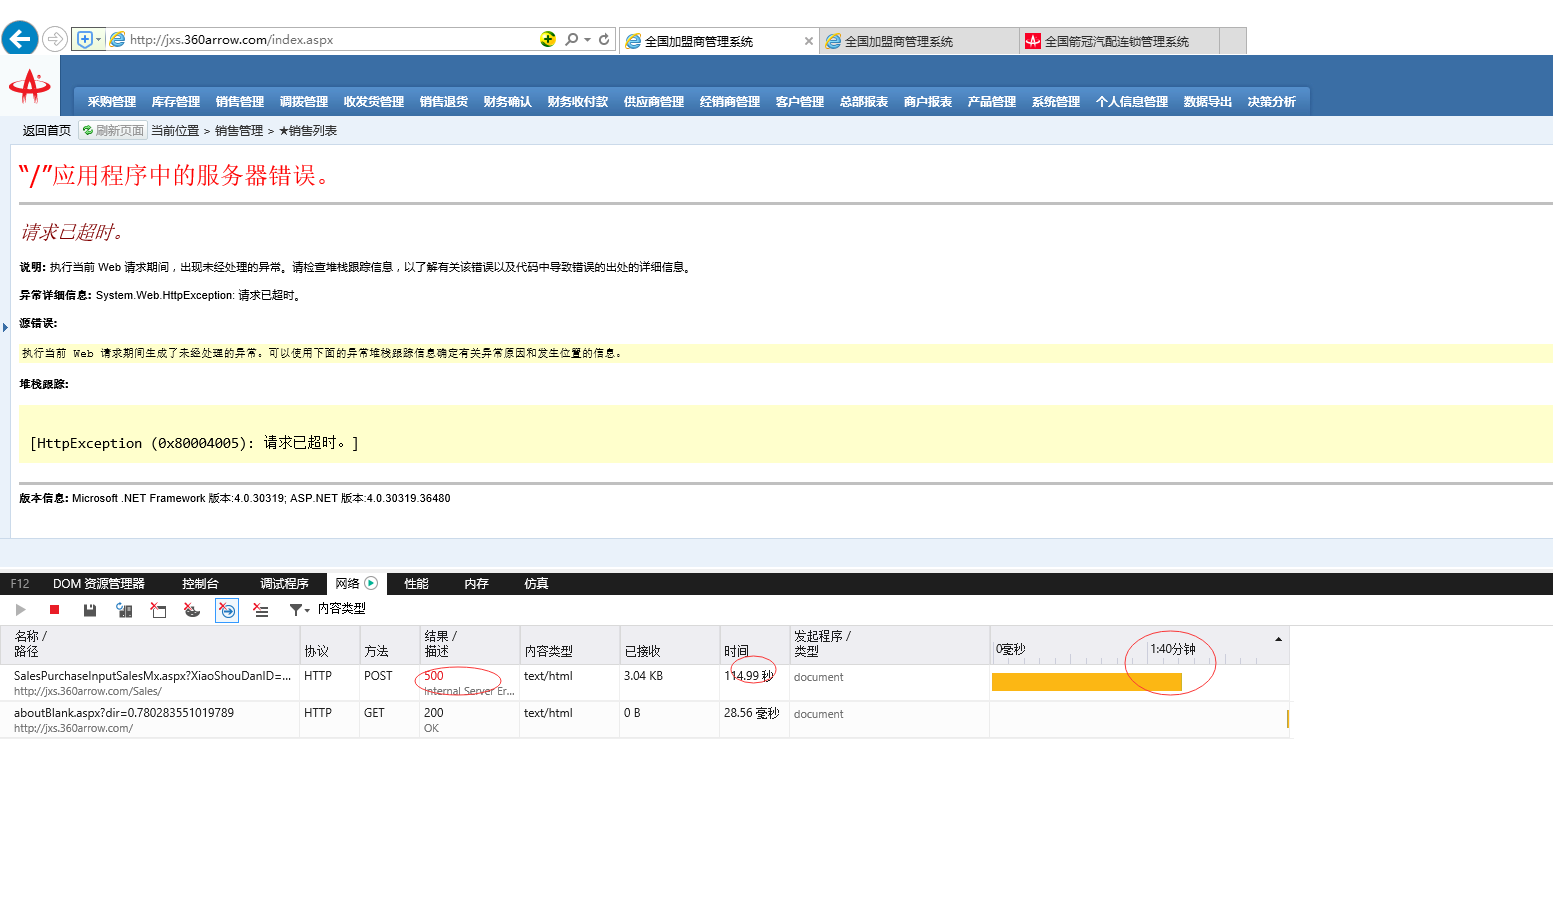 http://jxs.360arrow.com/index.aspx
全国加盟商管理系统
全国加盟商管理系统
全国箭冠汽配连锁管理系统
采购管理 库存管理 销售管理 调拨管理 收发货管理 销售退货 财务确认 财务收付款 供应商管理 经销商管理 客户管理 总部报表 商户报表 产品管理 系统管理 个人信息管理 数据导出 决策分析
返回首页 刷新页面 当前位置 > 销售管理 > ★销售列表
“/”应用程序中的服务器错误。
请求已超时。
说明: 执行当前 Web 请求期间，出现未经处理的异常。请检查堆栈跟踪信息，以了解有关该错误以及代码中导致错误的出处的详细信息。
异常详细信息: System.Web.HttpException: 请求已超时。
源错误:
执行当前 Web 请求期间生成了未经处理的异常。可以使用下面的异常堆栈跟踪信息确定有关异常原因和发生位置的信息。
堆栈跟踪:
[HttpException (0x80004005): 请求已超时。]
版本信息: Microsoft .NET Framework 版本:4.0.30319; ASP.NET 版本:4.0.30319.36480
F12 DOM 资源管理器 控制台 调试程序 网络 性能 内存 仿真
内容类型
名称 / 路径 协议 方法 结果 / 描述 内容类型 已接收 时间 发起程序 / 类型 0毫秒 1:40分钟
SalesPurchaseInputSalesMx.aspx?XiaoShouDanID=... HTTP POST 500 text/html 3.04 KB 114.99 秒 document
http://jxs.360arrow.com/Sales/ Internal Server Er...
aboutBlank.aspx?dir=0.780283551019789 HTTP GET 200 text/html 0 B 28.56 毫秒 document
http://jxs.360arrow.com/ OK